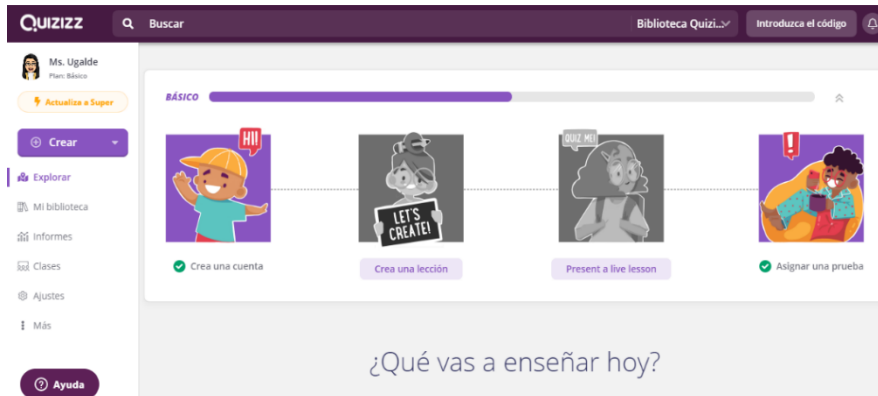 QUIZIZZ
Buscar
Biblioteca Quizi...
Introduzca el código
Ms. Ugalde
Plan: Básico
Actualiza a Super
Crear
Explorar
Mi biblioteca
Informes
Clases
Ajustes
Más
Ayuda
BÁSICO
HI!
LET'S
CREATE!
QUIZ ME!
!
Crea una cuenta
Crea una lección
Present a live lesson
Asignar una prueba
¿Qué vas a enseñar hoy?